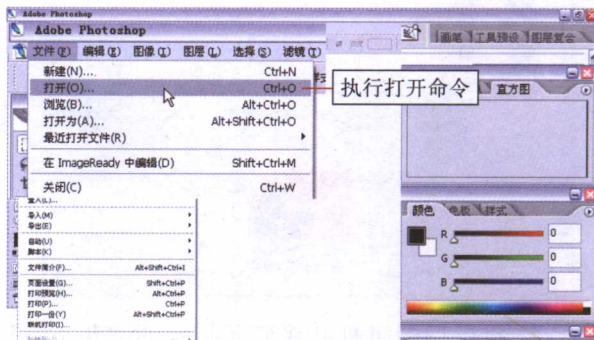 Adobe Photoshop
Adobe Photoshop
画笔 工具预设 图层复合
文件(F) 编辑(E) 图像(I) 图层(L) 选择(S) 滤镜(T)
新建(N)... Ctrl+N
打开(O)... Ctrl+O
执行打开命令
直方图
浏览(B)... Alt+Ctrl+O
打开为(A)... Alt+Shift+Ctrl+O
最近打开文件(R)
在 ImageReady 中编辑(D) Shift+Ctrl+M
关闭(C) Ctrl+W
置入(L)...
导入(M)
导出(E)
自动(U)
脚本(K)
文件简介(F)... Alt+Shift+Ctrl+I
页面设置(G)... Shift+Ctrl+P
打印预览(H)... Alt+Ctrl+P
打印(P)... Ctrl+P
打印一份(Y) Alt+Shift+Ctrl+P
联机打印(I)...
颜色 色板 样式
R 0
G 0
B 0